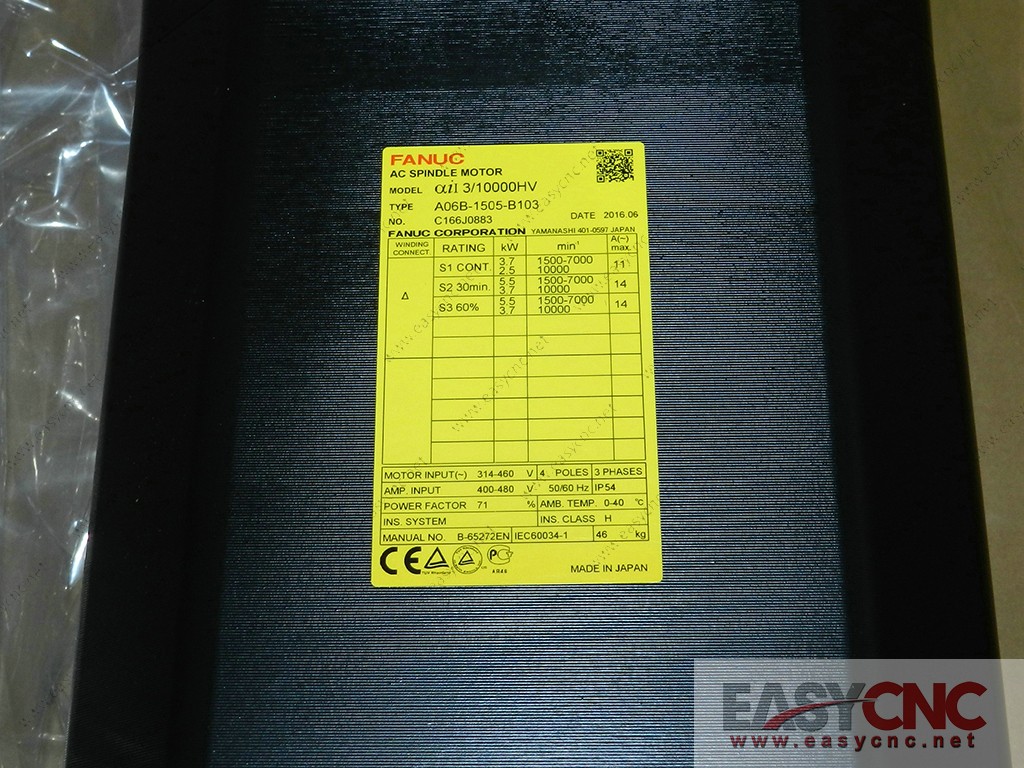 FANUC
AC SPINDLE MOTOR
MODEL αiI 3/10000HV
TYPE A06B-1505-B103
NO. C166J0883 DATE 2016.06
FANUC CORPORATION YAMANASHI 401-0597 JAPAN
WINDING CONNECT. RATING kW min⁻¹ A(~) max.
Δ
S1 CONT. 3.7 1500-7000 11
2.5 10000
S2 30min. 5.5 1500-7000 14
3.7 10000
S3 60% 5.5 1500-7000 14
3.7 10000
MOTOR INPUT(~) 314-460 V 4 POLES 3 PHASES
AMP. INPUT 400-480 V 50/60 Hz IP54
POWER FACTOR 71 % AMB. TEMP. 0-40 °C
INS. SYSTEM INS. CLASS H
MANUAL NO. B-65272EN IEC60034-1 46 kg
CE
MADE IN JAPAN
EASYCNC
www.easycnc.net